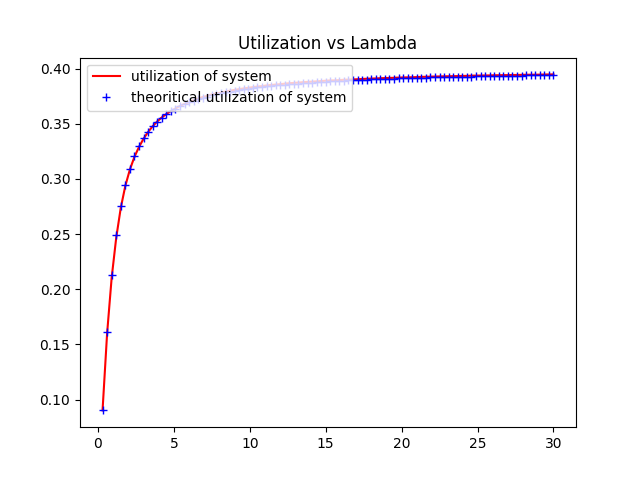 Utilization vs Lambda
utilization of system
theoritical utilization of system
0.40
0.35
0.30
0.25
0.20
0.15
0.10
0 5 10 15 20 25 30